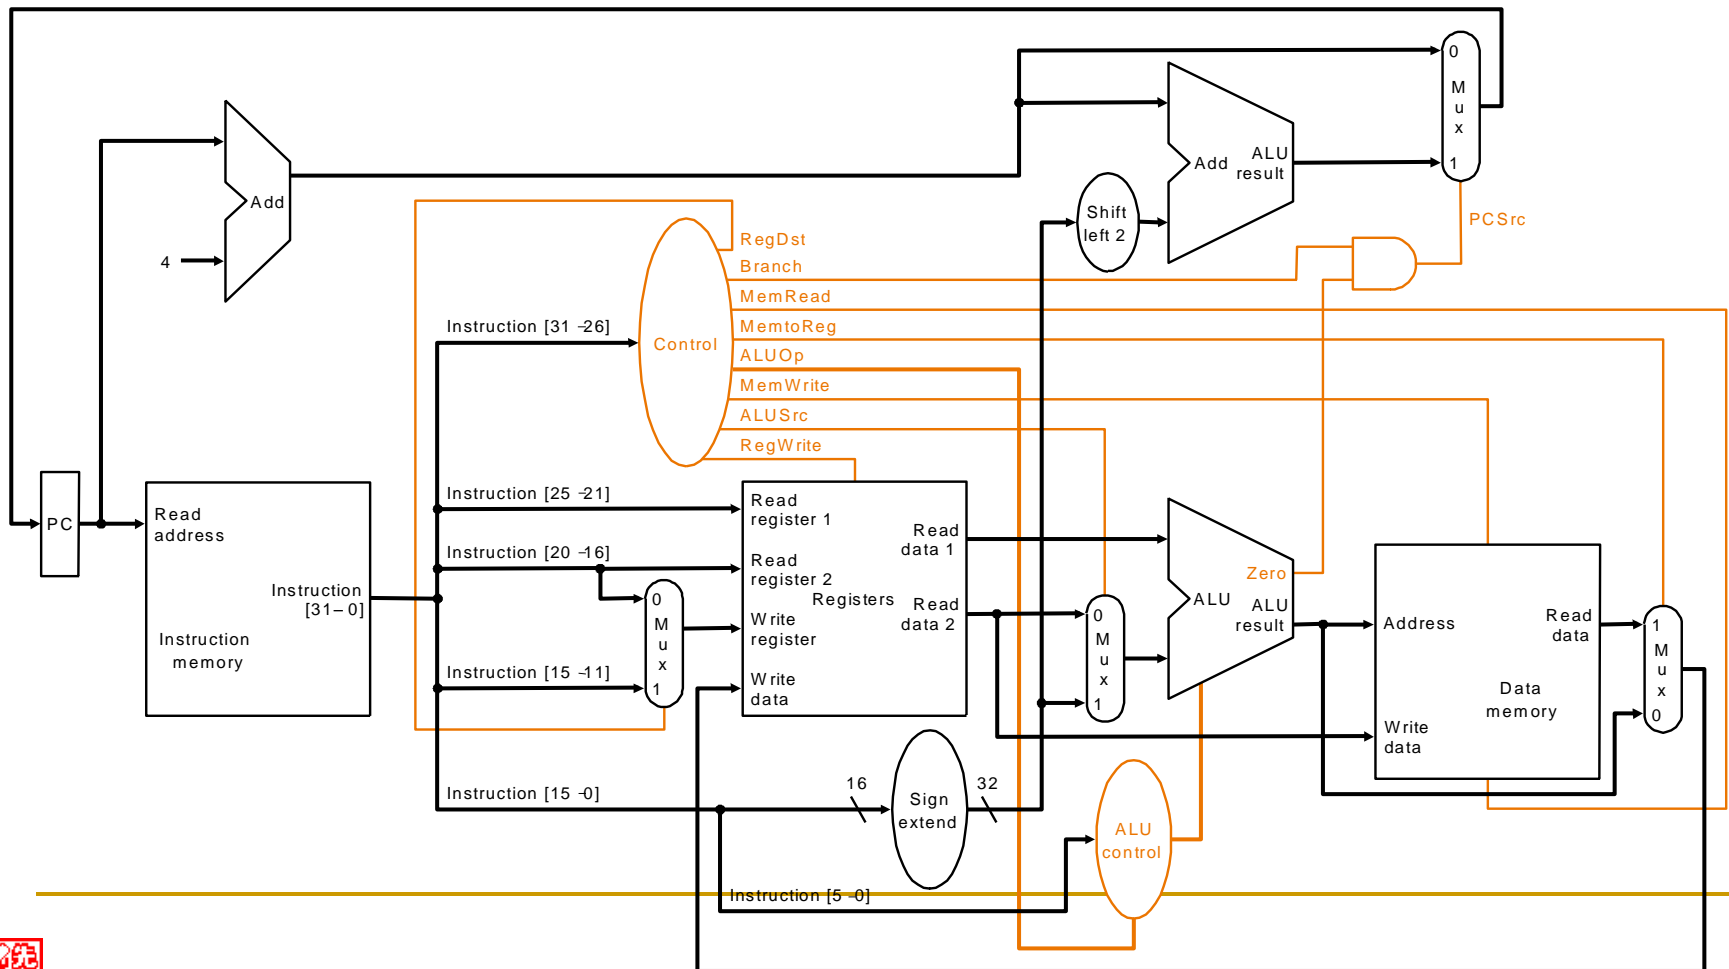 0
M
u
x
1
Add
ALU
result
Add
4
Shift
left 2
PCSrc
RegDst
Branch
MemRead
MemtoReg
ALUOp
MemWrite
ALUSrc
RegWrite
Control
Instruction [31–26]
Instruction [25–21]
Instruction [20–16]
Instruction [15–11]
Instruction [15–0]
Instruction [5–0]
PC
Read
address
Instruction
[31–0]
Instruction
memory
0
M
u
x
1
Read
register 1
Read
register 2
Write
register
Write
data
Registers
Read
data 1
Read
data 2
0
M
u
x
1
Zero
ALU
ALU
result
Address
Write
data
Read
data
Data
memory
1
M
u
x
0
16
Sign
extend
32
ALU
control
先